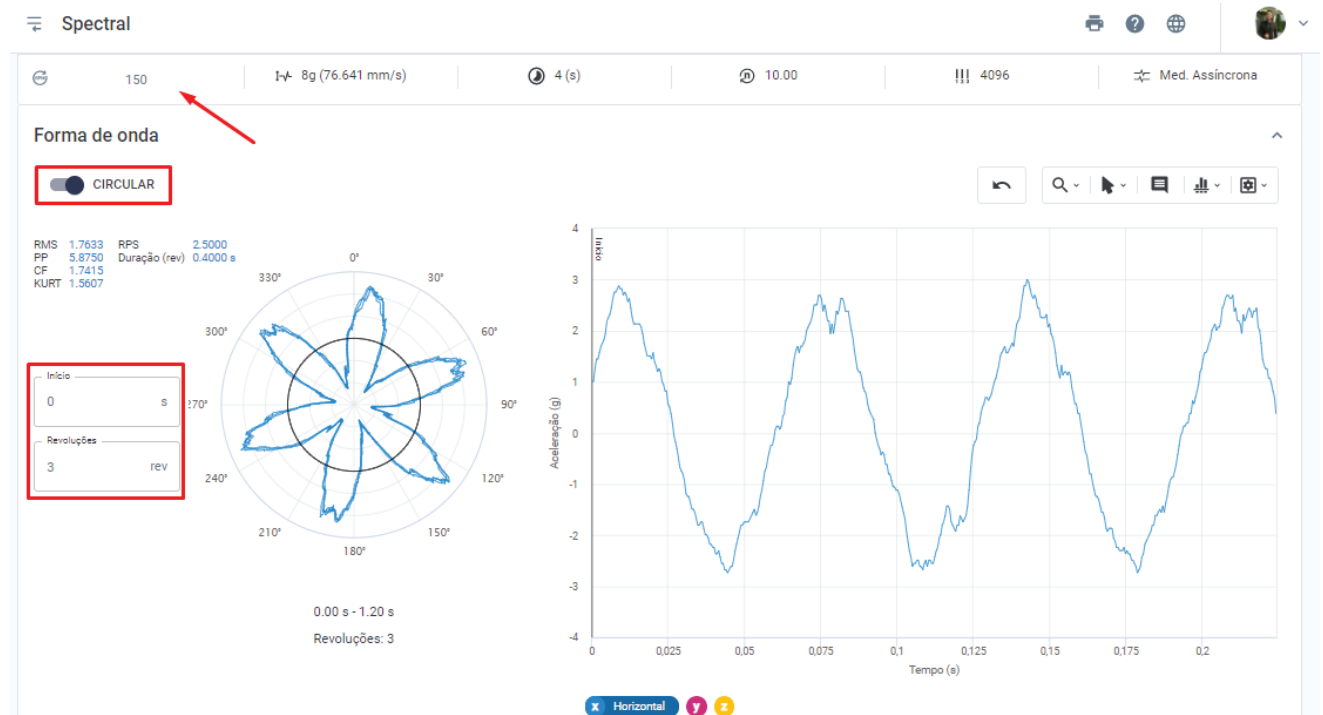 Spectral
150
8g (76.641 mm/s)
4 (s)
10.00
4096
Med. Assíncrona
Forma de onda
CIRCULAR
RMS 1.7633 RPS 2.5000
PP 5.8750 Duração (rev) 0.4000 s
CF 1.7415
KURT 1.5607
0°
30°
60°
90°
120°
150°
180°
210°
240°
270°
300°
330°
Início
0 s
Revoluções
3 rev
0.00 s - 1.20 s
Revoluções: 3
Início
Aceleração (g)
4
3
2
1
0
-1
-2
-3
-4
0 0,025 0,05 0,075 0,1 0,125 0,15 0,175 0,2
Tempo (s)
x Horizontal y z